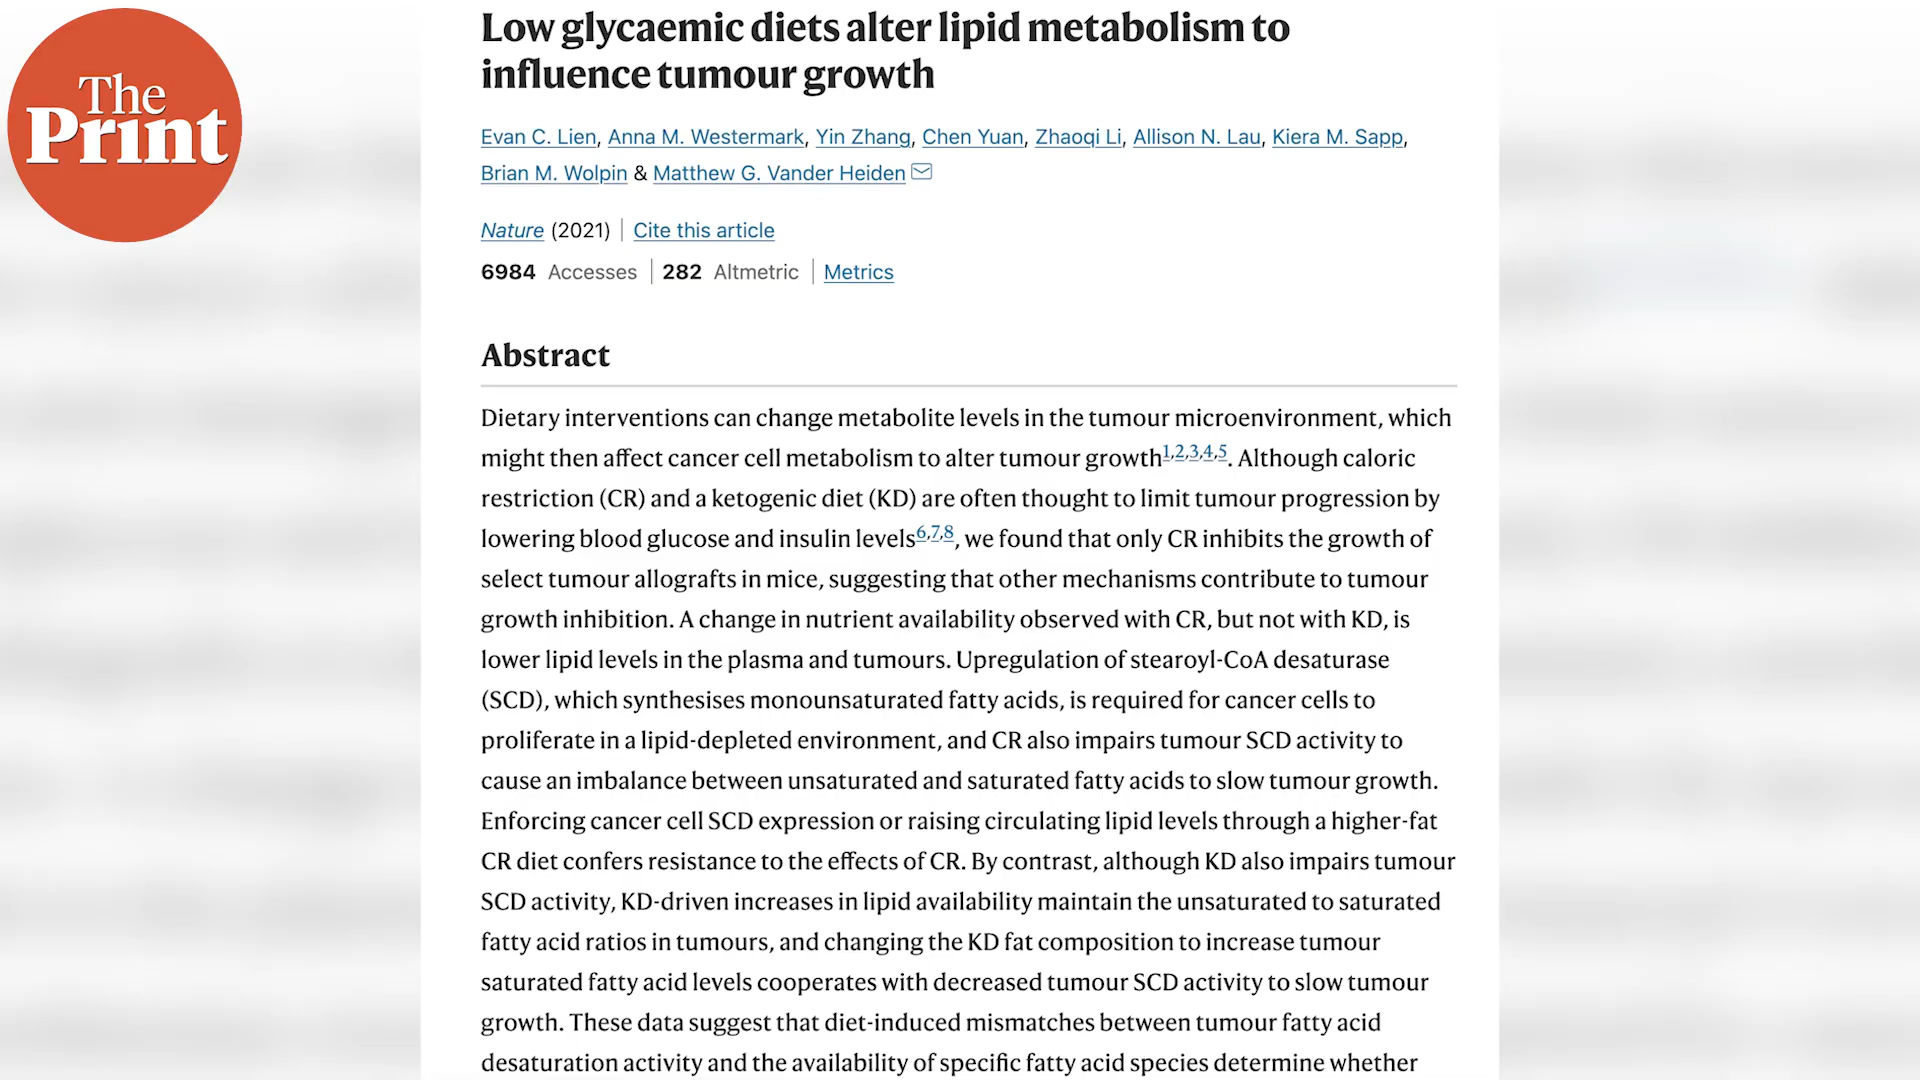 The
Print
Low glycaemic diets alter lipid metabolism to
influence tumour growth
Evan C. Lien, Anna M. Westermark, Yin Zhang, Chen Yuan, Zhaoqi Li, Allison N. Lau, Kiera M. Sapp,
Brian M. Wolpin & Matthew G. Vander Heiden
Nature (2021) | Cite this article
6984 Accesses | 282 Altmetric | Metrics
Abstract
Dietary interventions can change metabolite levels in the tumour microenvironment, which
might then affect cancer cell metabolism to alter tumour growth1,2,3,4,5. Although caloric
restriction (CR) and a ketogenic diet (KD) are often thought to limit tumour progression by
lowering blood glucose and insulin levels6,7,8, we found that only CR inhibits the growth of
select tumour allografts in mice, suggesting that other mechanisms contribute to tumour
growth inhibition. A change in nutrient availability observed with CR, but not with KD, is
lower lipid levels in the plasma and tumours. Upregulation of stearoyl-CoA desaturase
(SCD), which synthesises monounsaturated fatty acids, is required for cancer cells to
proliferate in a lipid-depleted environment, and CR also impairs tumour SCD activity to
cause an imbalance between unsaturated and saturated fatty acids to slow tumour growth.
Enforcing cancer cell SCD expression or raising circulating lipid levels through a higher-fat
CR diet confers resistance to the effects of CR. By contrast, although KD also impairs tumour
SCD activity, KD-driven increases in lipid availability maintain the unsaturated to saturated
fatty acid ratios in tumours, and changing the KD fat composition to increase tumour
saturated fatty acid levels cooperates with decreased tumour SCD activity to slow tumour
growth. These data suggest that diet-induced mismatches between tumour fatty acid
desaturation activity and the availability of specific fatty acid species determine whether